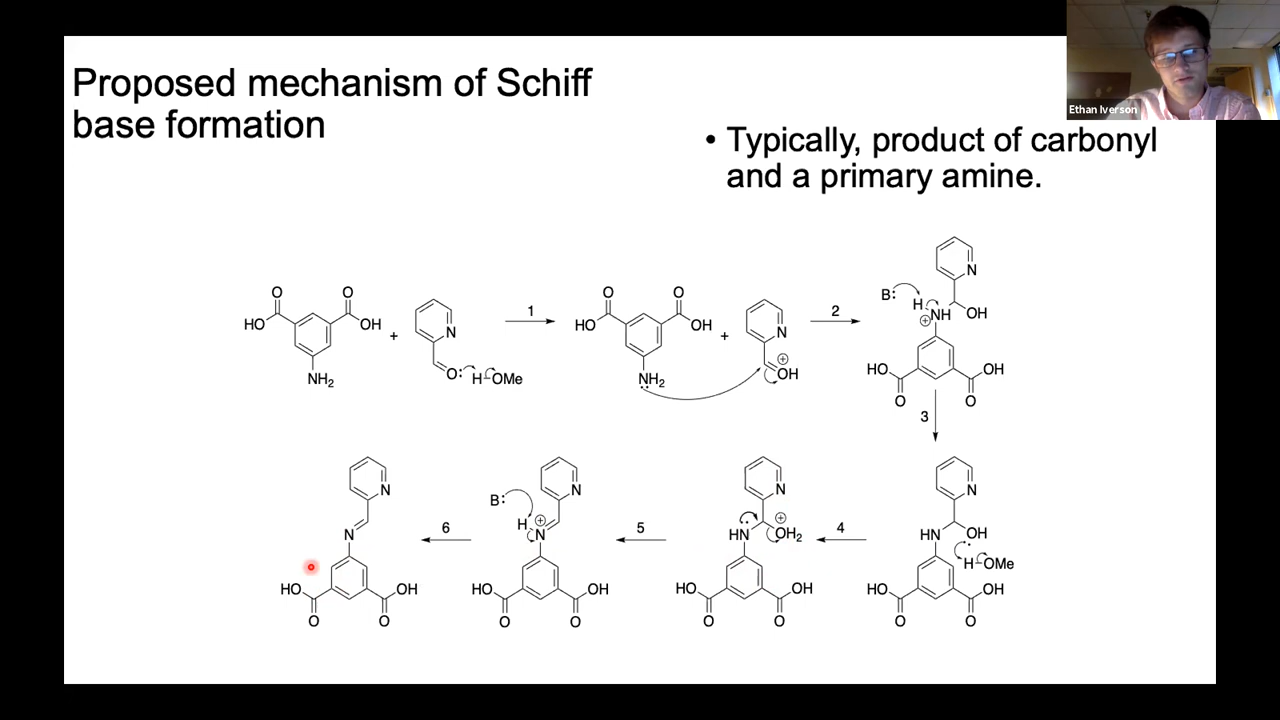 Proposed mechanism of Schiff
base formation
Ethan Iverson
• Typically, product of carbonyl
and a primary amine.
O
O
HO
OH
NH2
+
N
O:
H-OMe
1
O
O
HO
OH
NH2
+
N
⊕
OH
2
N
B:
H
⊕
NH
OH
HO
OH
O
O
3
N
HN
OH
H-OMe
HO
OH
O
O
4
N
⊕
HN
OH2
HO
OH
O
O
5
N
B:
H
⊕
N
HO
OH
O
O
6
N
N
HO
OH
O
O